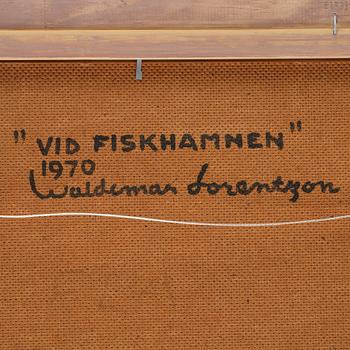 "VID FISKHAMNEN"
1970
Waldemar Lorentzon